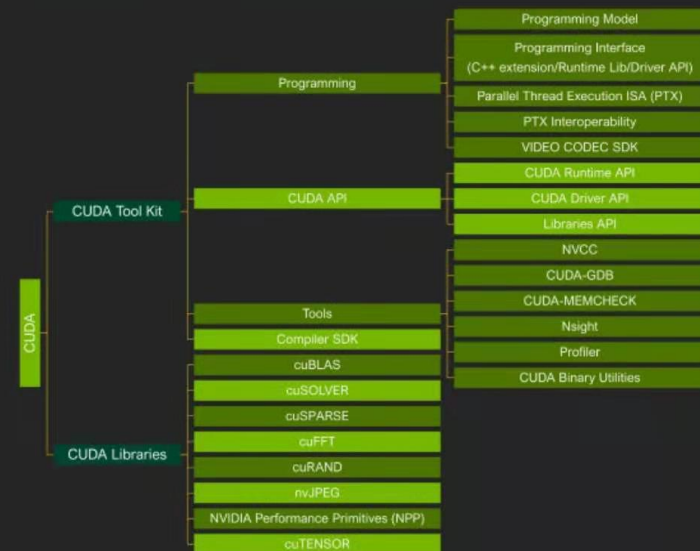 Programming Model
Programming Interface
(C++ extension/Runtime Lib/Driver API)
Programming
Parallel Thread Execution ISA (PTX)
PTX Interoperability
VIDEO CODEC SDK
CUDA Runtime API
CUDA API
CUDA Driver API
CUDA Tool Kit
Libraries API
NVCC
CUDA-GDB
CUDA-MEMCHECK
Tools
Nsight
CUDA
Compiler SDK
Profiler
cuBLAS
CUDA Binary Utilities
cuSOLVER
cuSPARSE
cuFFT
CUDA Libraries
cuRAND
nvJPEG
NVIDIA Performance Primitives (NPP)
cuTENSOR